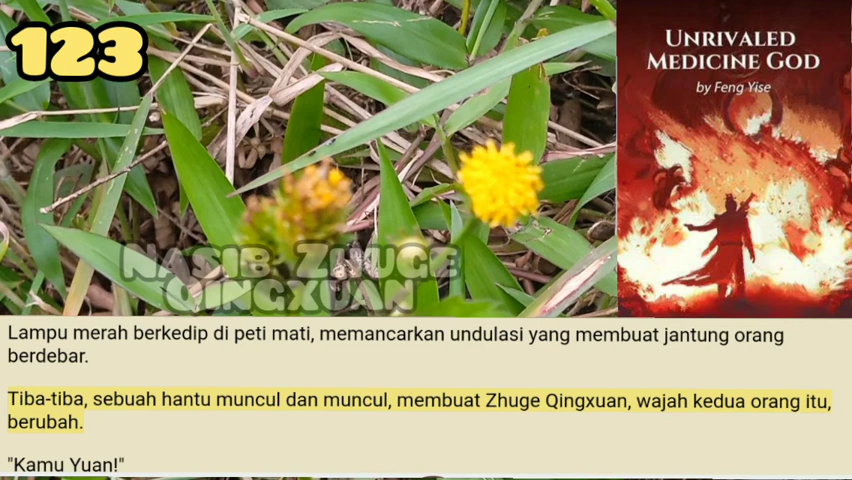 123
UNRIVALED
MEDICINE GOD
by Feng Yise
NASIB ZHUGE
QINGXUAN
Lampu merah berkedip di peti mati, memancarkan undulasi yang membuat jantung orang
berdebar.
Tiba-tiba, sebuah hantu muncul dan muncul, membuat Zhuge Qingxuan, wajah kedua orang itu,
berubah.
"Kamu Yuan!"